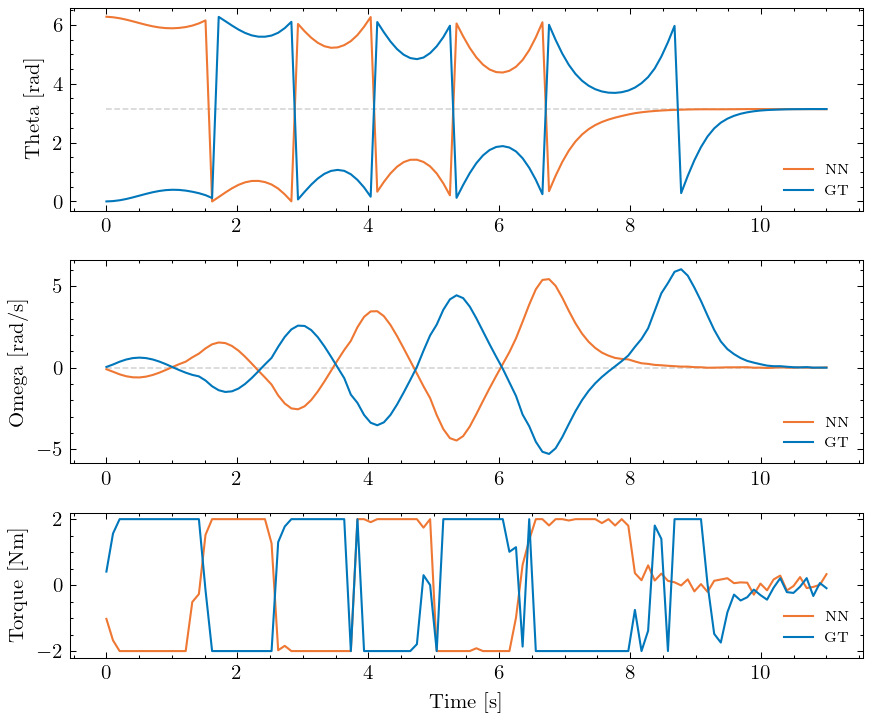 Theta [rad]
6
4
2
0
NN
GT
0 2 4 6 8 10
Omega [rad/s]
5
0
−5
NN
GT
0 2 4 6 8 10
Torque [Nm]
2
0
−2
NN
GT
0 2 4 6 8 10
Time [s]